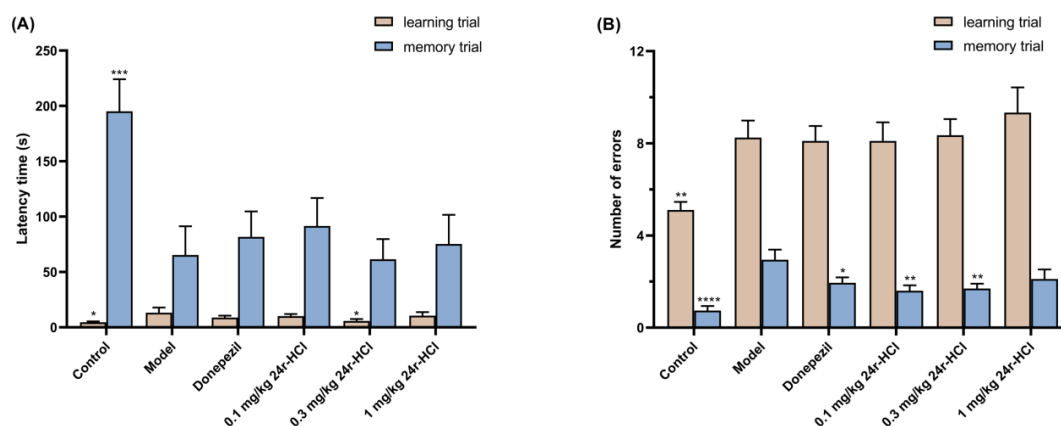 (A)
learning trial
memory trial
Latency time (s)
250
200
150
100
50
0
***
*
*
Control
Model
Donepezil
0.1 mg/kg 24r-HCl
0.3 mg/kg 24r-HCl
1 mg/kg 24r-HCl
(B)
learning trial
memory trial
Number of errors
12
8
4
0
**
****
*
**
**
Control
Model
Donepezil
0.1 mg/kg 24r-HCl
0.3 mg/kg 24r-HCl
1 mg/kg 24r-HCl